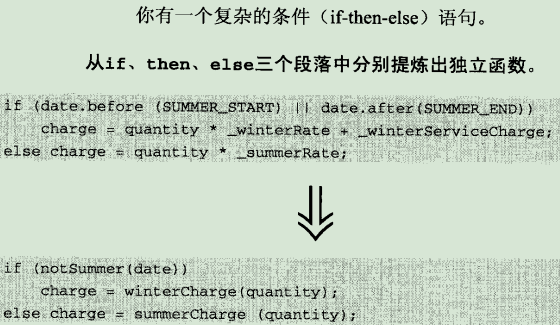 你有一个复杂的条件（if-then-else）语句。
从if、then、else三个段落中分别提炼出独立函数。
if (date.before (SUMMER_START) || date.after(SUMMER_END))
    charge = quantity * _winterRate + _winterServiceCharge;
else charge = quantity * _summerRate;
if (notSummer(date))
    charge = winterCharge(quantity);
else charge = summerCharge (quantity);